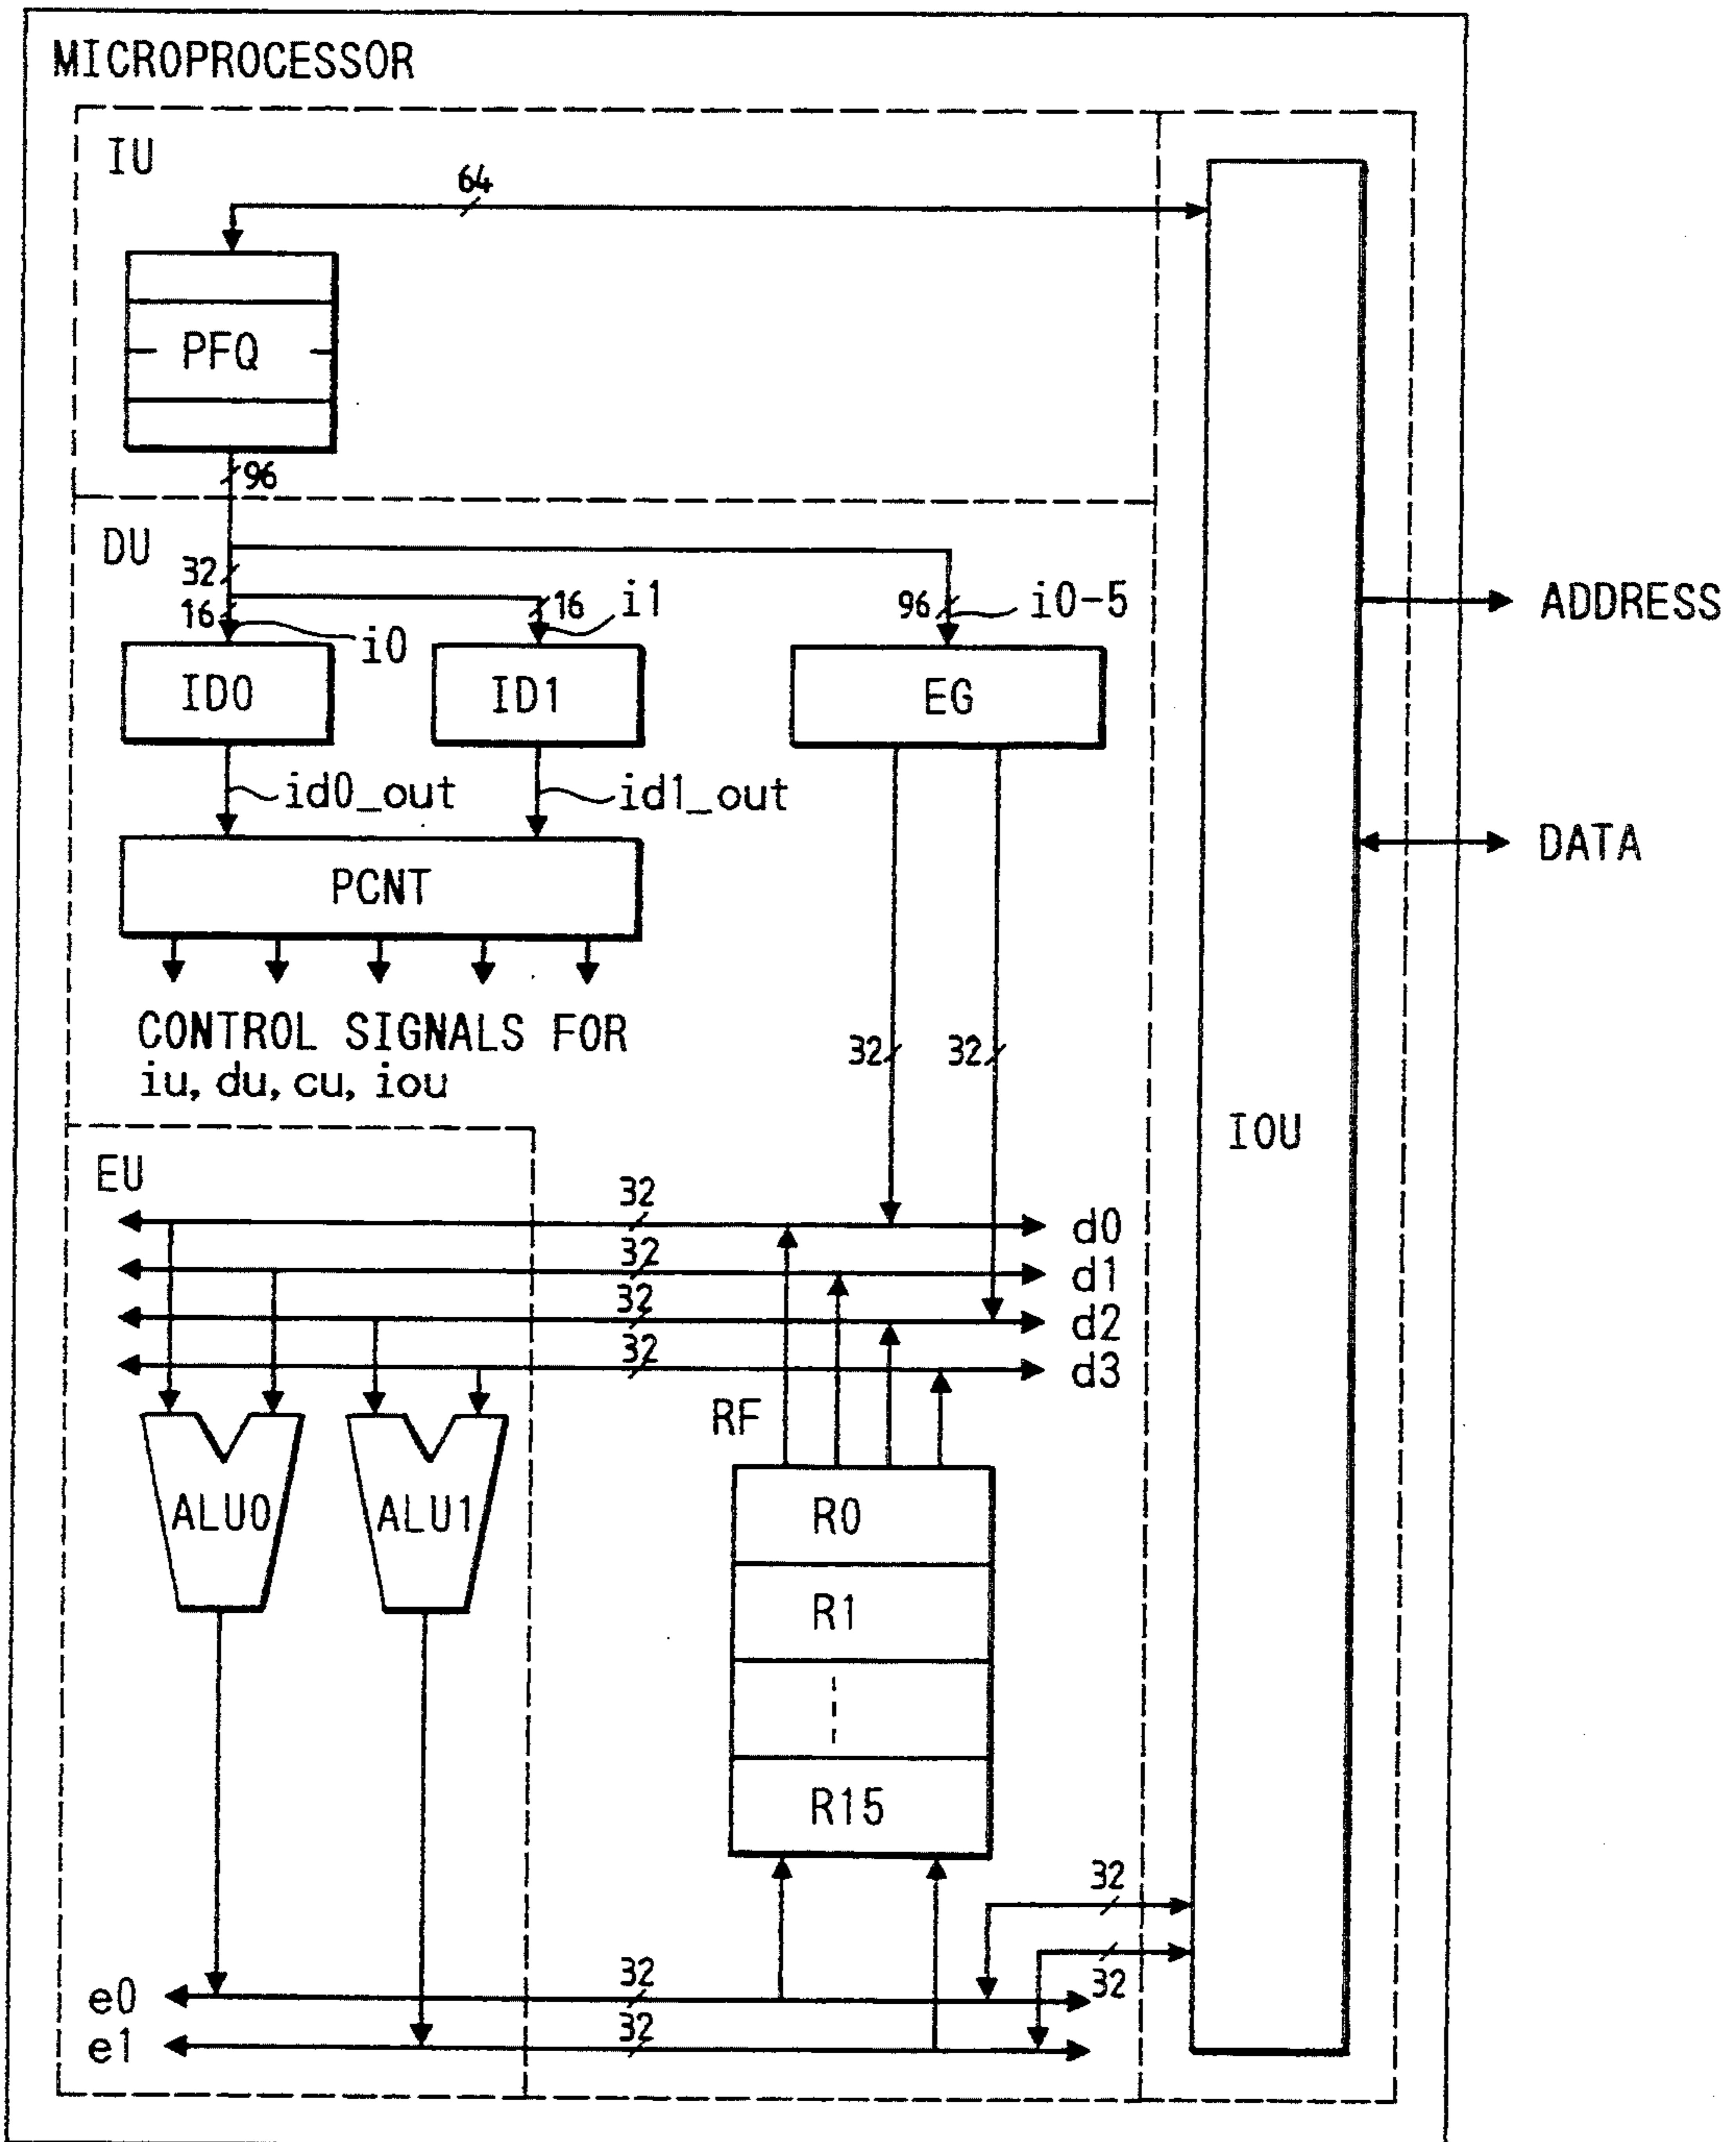 MICROPROCESSOR
IU
64
PFQ
96
DU
32
16
i0
16
i1
96
i0-5
ID0
ID1
EG
id0_out
id1_out
PCNT
CONTROL SIGNALS FOR
iu, du, cu, iou
32
32
ADDRESS
DATA
IOU
EU
32
d0
32
d1
32
d2
32
d3
RF
ALU0
ALU1
R0
R1
R15
32
32
e0
32
e1
32